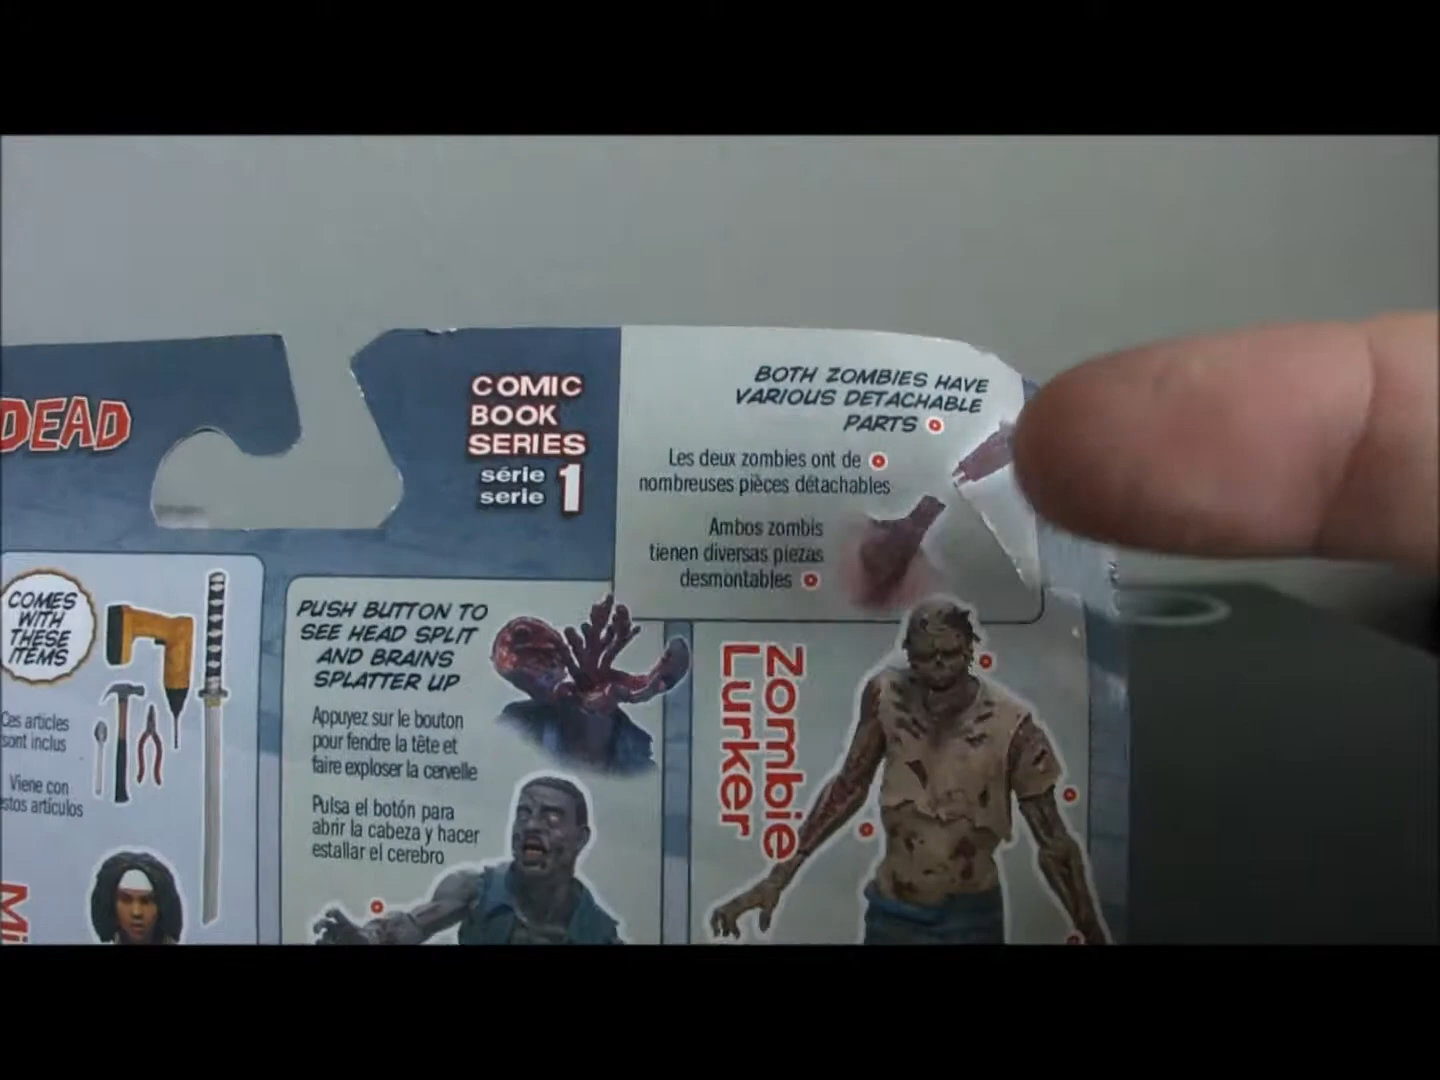 DEAD
COMIC
BOOK
SERIES
série
serie
1
BOTH ZOMBIES HAVE
VARIOUS DETACHABLE
PARTS
Les deux zombies ont de
nombreuses pièces détachables
Ambos zombis
tienen diversas piezas
desmontables
COMES
WITH
THESE
ITEMS
Ces articles
sont inclus
Viene con
estos artículos
Mi
PUSH BUTTON TO
SEE HEAD SPLIT
AND BRAINS
SPLATTER UP
Appuyez sur le bouton
pour fendre la tête et
faire exploser la cervelle
Pulsa el botón para
abrir la cabeza y hacer
estallar el cerebro
Zombie
Lurker